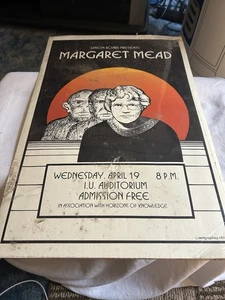 UNION BOARD PRESENTS
MARGARET MEAD
WEDNESDAY, APRIL 19 8 P.M.
I.U. AUDITORIUM
ADMISSION FREE
IN ASSOCIATION WITH HORIZONS OF KNOWLEDGE